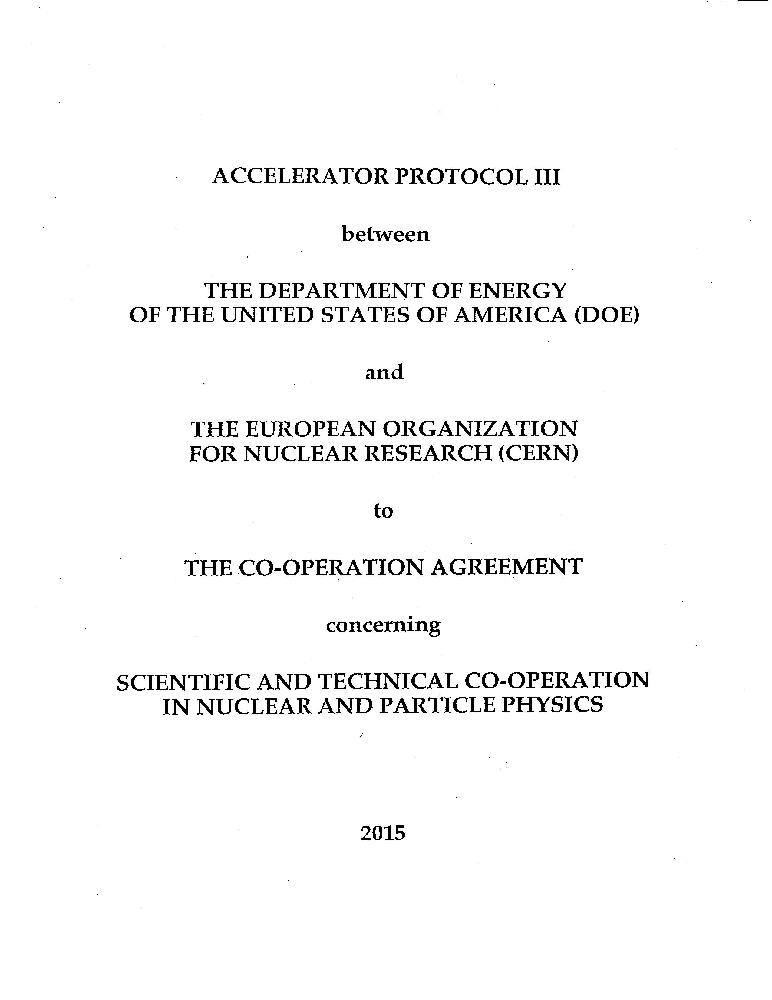 ACCELERATOR PROTOCOL III
between
THE DEPARTMENT OF ENERGY
OF THE UNITED STATES OF AMERICA (DOE)
and
THE EUROPEAN ORGANIZATION
FOR NUCLEAR RESEARCH (CERN)
to
THE CO-OPERATION AGREEMENT
concerning
SCIENTIFIC AND TECHNICAL CO-OPERATION
IN NUCLEAR AND PARTICLE PHYSICS
2015